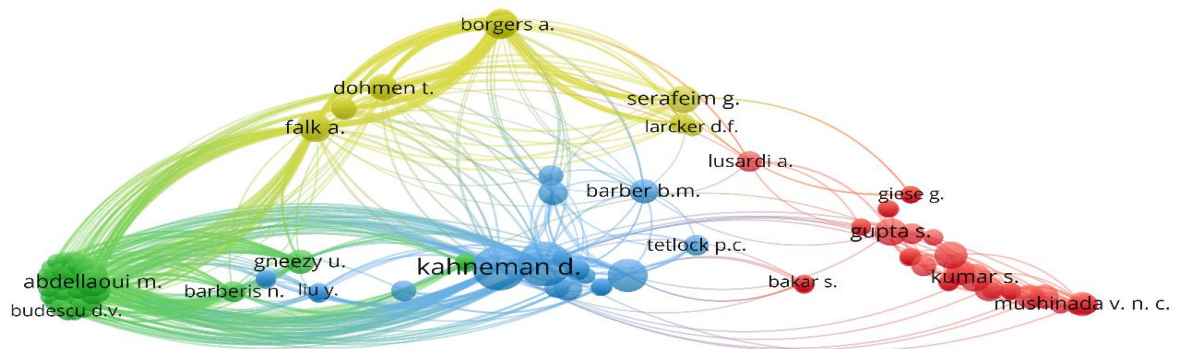 borgers a.
dohmen t.
serafeim g.
falk a.
larcker d.f.
lusardi a.
barber b.m.
giese g.
gupta s.
tetlock p.c.
gneezy u.
kahneman d.
abdellaoui m.
barberis n.
liu y.
bakar s.
kumar s.
budescu d.v.
mushinada v. n. c.